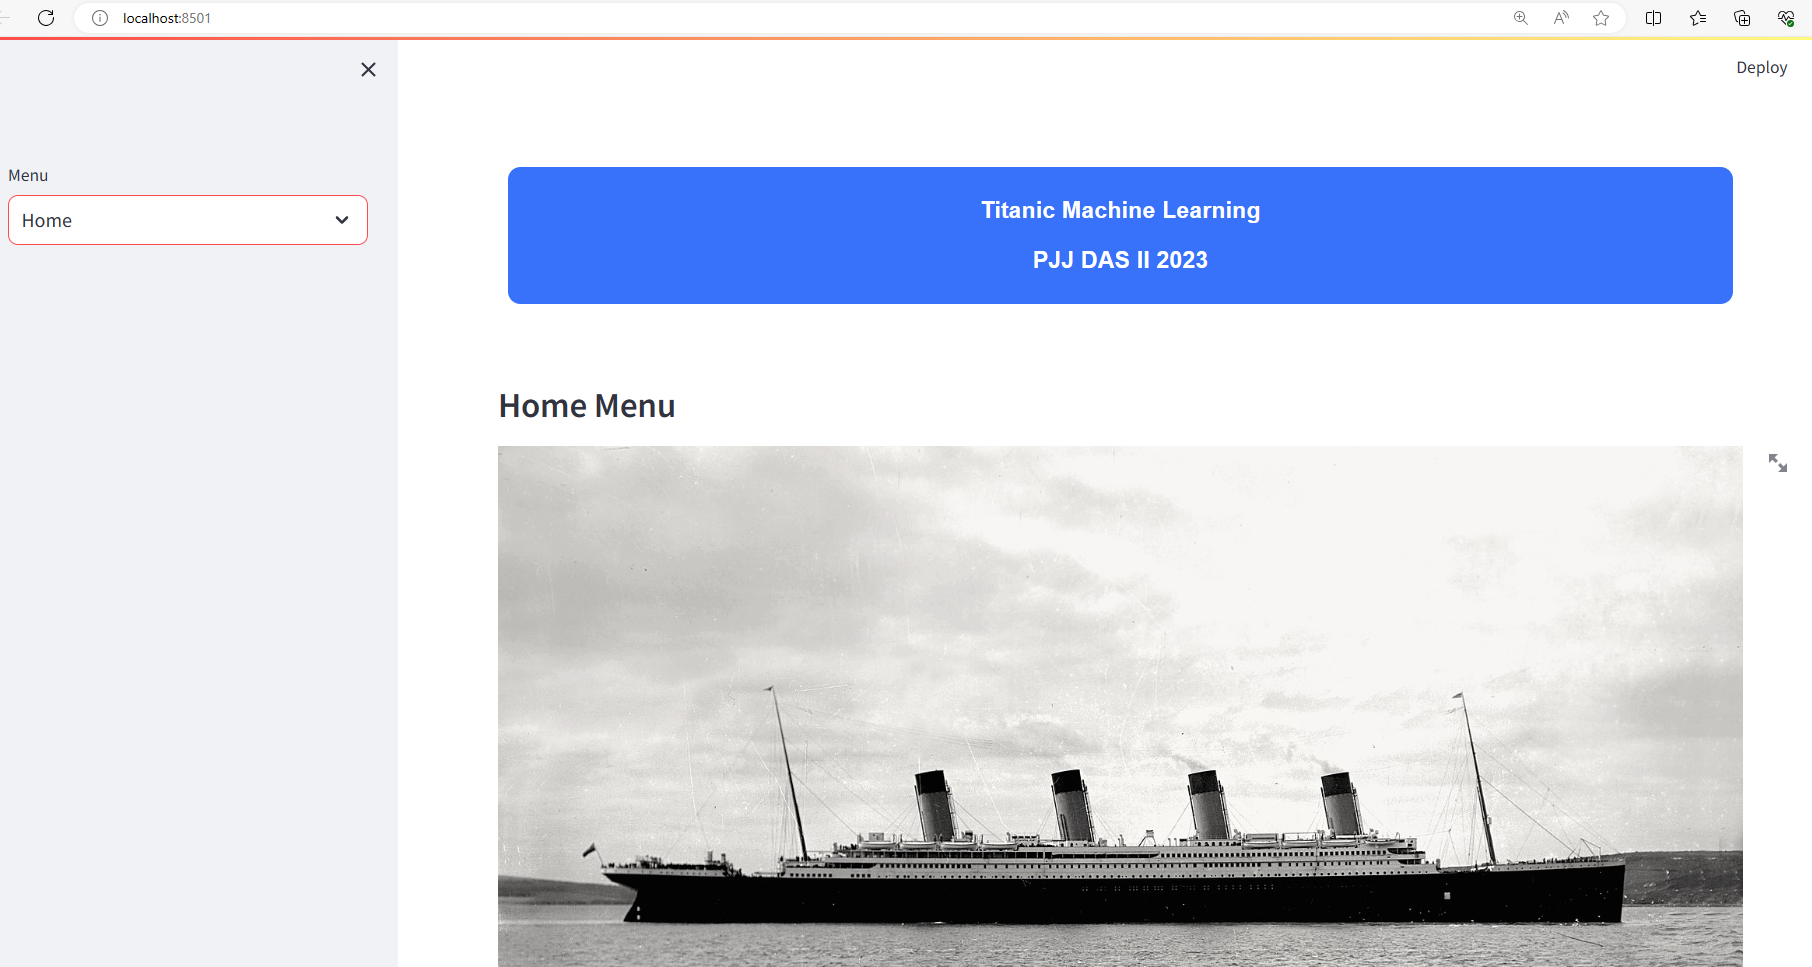 localhost:8501
Deploy
Menu
Home
Titanic Machine Learning
PJJ DAS II 2023
Home Menu